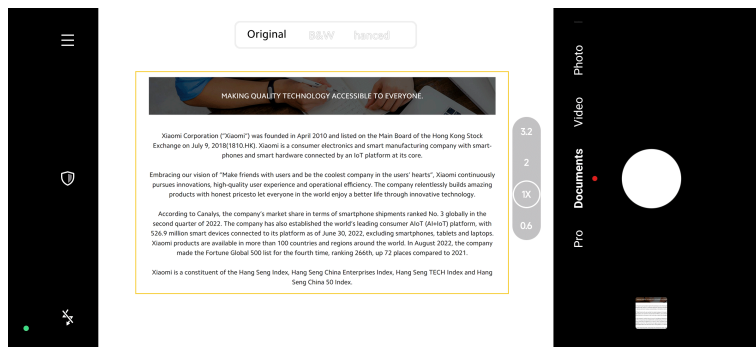 Original B&W hanced
MAKING QUALITY TECHNOLOGY ACCESSIBLE TO EVERYONE.
Xiaomi Corporation ("Xiaomi") was founded in April 2010 and listed on the Main Board of the Hong Kong Stock
Exchange on July 9, 2018(1810.HK). Xiaomi is a consumer electronics and smart manufacturing company with smart-
phones and smart hardware connected by an IoT platform at its core.
Embracing our vision of "Make friends with users and be the coolest company in the users' hearts", Xiaomi continuously
pursues innovations, high-quality user experience and operational efficiency. The company relentlessly builds amazing
products with honest pricesto let everyone in the world enjoy a better life through innovative technology.
According to Canalys, the company's market share in terms of smartphone shipments ranked No. 3 globally in the
second quarter of 2022. The company has also established the world's leading consumer AIoT (AI+IoT) platform, with
526.9 million smart devices connected to its platform as of June 30, 2022, excluding smartphones, tablets and laptops.
Xiaomi products are available in more than 100 countries and regions around the world. In August 2022, the company
made the Fortune Global 500 list for the fourth time, ranking 266th, up 72 places compared to 2021.
Xiaomi is a constituent of the Hang Seng Index, Hang Seng China Enterprises Index, Hang Seng TECH Index and Hang
Seng China 50 Index.
3.2
2
1X
0.6
Photo
Video
Documents
Pro